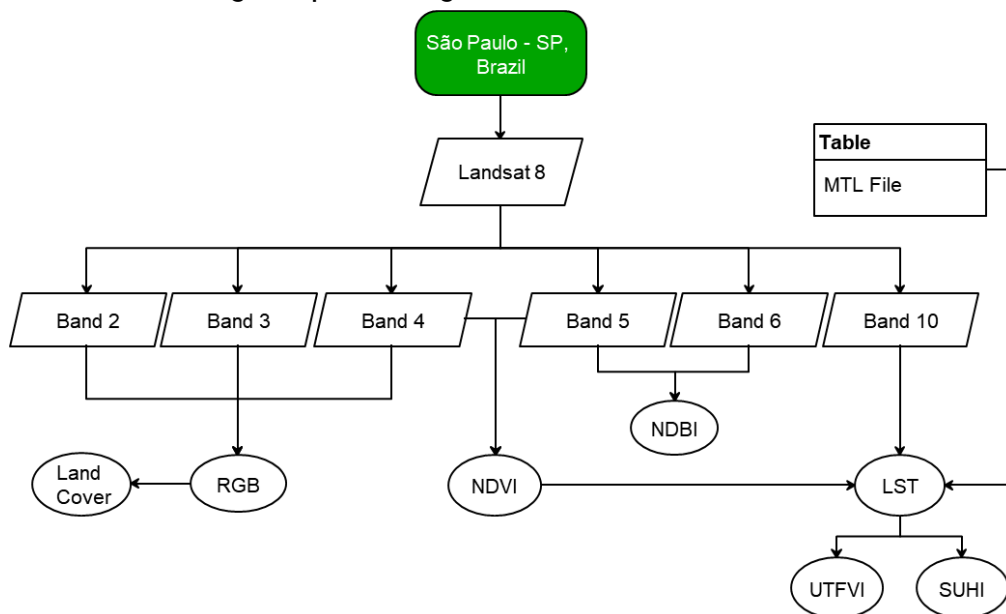 São Paulo - SP,
Brazil
Landsat 8
Table
MTL File
Band 2
Band 3
Band 4
Band 5
Band 6
Band 10
NDBI
Land
Cover
RGB
NDVI
LST
UTFVI
SUHI